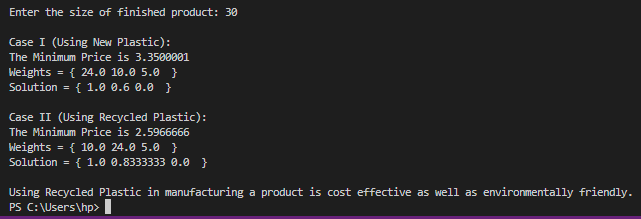 Enter the size of finished product: 30
Case I (Using New Plastic):
The Minimum Price is 3.3500001
Weights = { 24.0 10.0 5.0  }
Solution = { 1.0 0.6 0.0  }
Case II (Using Recycled Plastic):
The Minimum Price is 2.5966666
Weights = { 10.0 24.0 5.0  }
Solution = { 1.0 0.8333333 0.0  }
Using Recycled Plastic in manufacturing a product is cost effective as well as environmentally friendly.
PS C:\Users\hp>